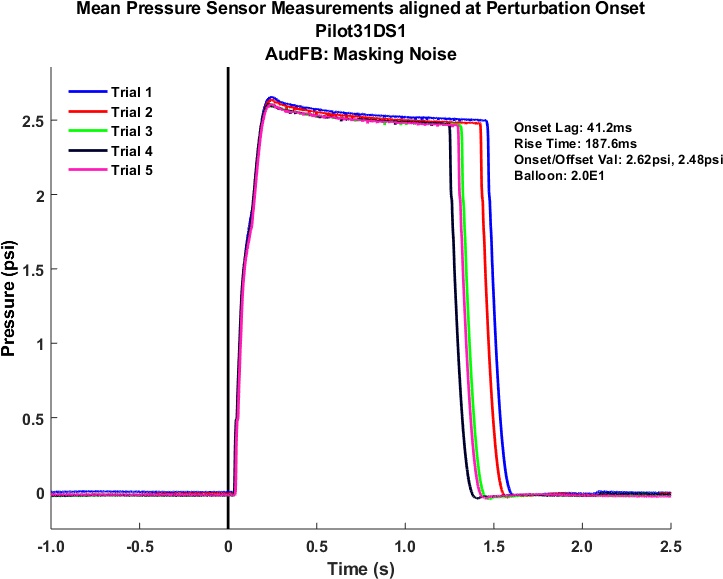 Mean Pressure Sensor Measurements aligned at Perturbation Onset
Pilot31DS1
AudFB: Masking Noise
Trial 1
Trial 2
Trial 3
Trial 4
Trial 5
Onset Lag: 41.2ms
Rise Time: 187.6ms
Onset/Offset Val: 2.62psi, 2.48psi
Balloon: 2.0E1
Pressure (psi)
2.5
2
1.5
1
0.5
0
-1.0 -0.5 0 0.5 1.0 1.5 2.0 2.5
Time (s)